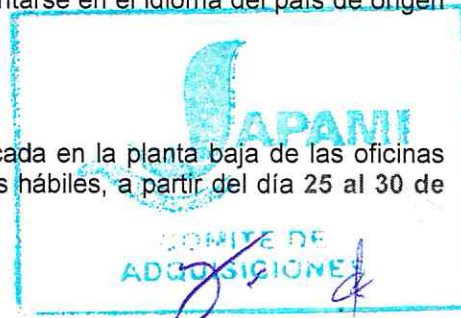 ntarse en el idioma del país de origen
APAMI
cada en la planta baja de las oficinas
s hábiles, a partir del día 25 al 30 de
COMITE DE
ADQUISICIONES